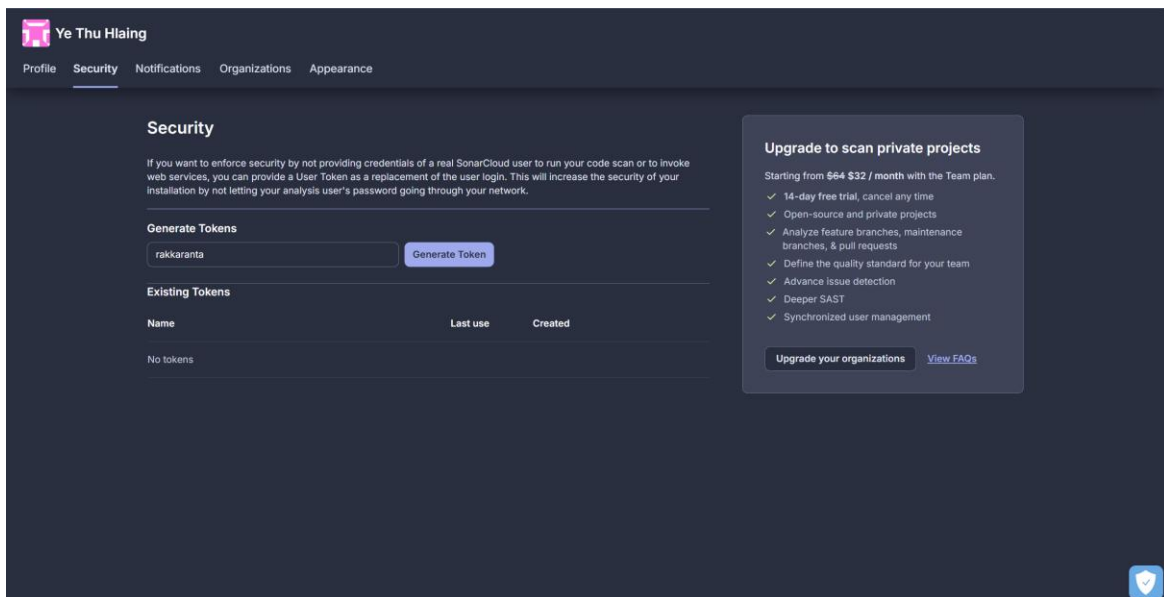 Ye Thu Hlaing
Profile Security Notifications Organizations Appearance
Security
If you want to enforce security by not providing credentials of a real SonarCloud user to run your code scan or to invoke
web services, you can provide a User Token as a replacement of the user login. This will increase the security of your
installation by not letting your analysis user's password going through your network.
Generate Tokens
rakkaranta Generate Token
Existing Tokens
Name Last use Created
No tokens
Upgrade to scan private projects
Starting from $64 $32 / month with the Team plan.
14-day free trial, cancel any time
Open-source and private projects
Analyze feature branches, maintenance
branches, & pull requests
Define the quality standard for your team
Advance issue detection
Deeper SAST
Synchronized user management
Upgrade your organizations View FAQs